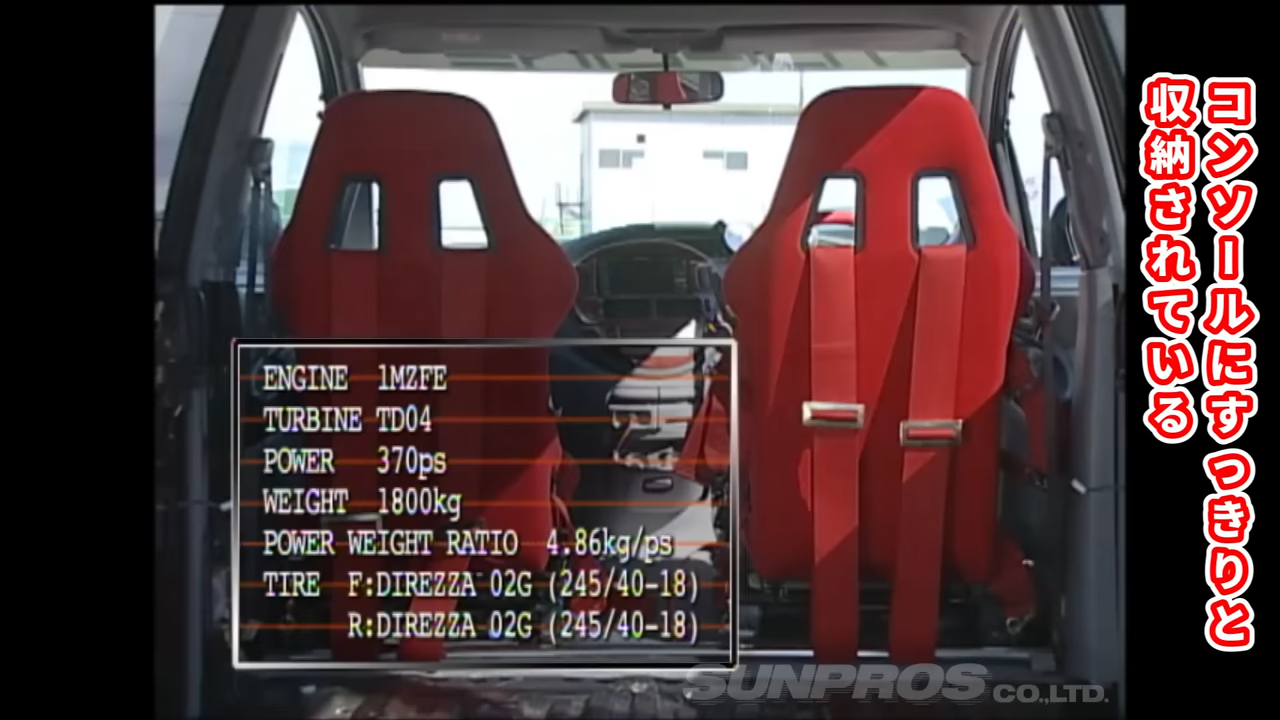 コンソールにすっきりと
収納されている
ENGINE 1MZFE
TURBINE TD04
POWER 370ps
WEIGHT 1800kg
POWER WEIGHT RATIO 4.86kg/ps
TIRE F:DIREZZA 02G (245/40-18)
R:DIREZZA 02G (245/40-18)
SUNPROS CO.,LTD.